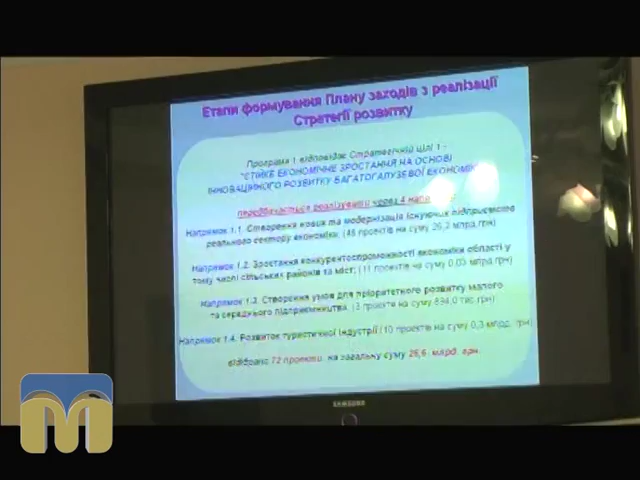 Етапи формування Плану заходів з реалізації
Стратегії розвитку
Програма 1 відповідає Стратегічній цілі 1 -
"СТІЙКЕ ЕКОНОМІЧНЕ ЗРОСТАННЯ НА ОСНОВІ
ІННОВАЦІЙНОГО РОЗВИТКУ БАГАТОГАЛУЗЕВОЇ ЕКОНОМІКИ"
передбачається реалізувати через 4
Напрямок 1.1. Створення нових та модернізація існуючих підприємств
реального сектору економіки. (48 проектів на суму 26,2 млрд.грн)
Напрямок 1.2. Зростання конкурентоспроможності економіки області у
тому числі сільських районів та міст; (11 проектів на суму 0,03 млрд.грн)
Напрямок 1.3. Створення умов для пріоритетного розвитку малого
та середнього підприємництва. (3 проекти на суму 894,0 тис.грн)
Напрямок 1.4. Розвиток туристичної індустрії (10 проектів на суму 0,3 млрд. грн)
відібрано 72 проекти на загальну суму 26,6 млрд. грн.
SAMSUNG